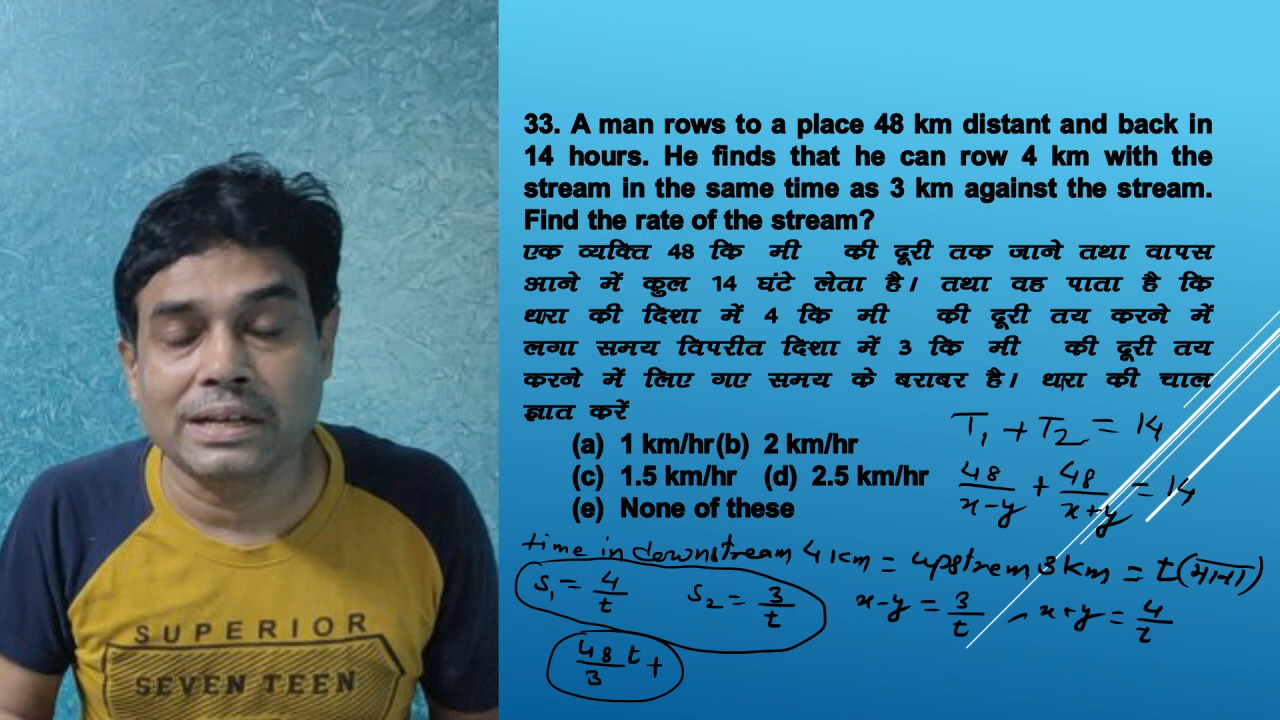 33. A man rows to a place 48 km distant and back in
14 hours. He finds that he can row 4 km with the
stream in the same time as 3 km against the stream.
Find the rate of the stream?
एक व्यक्ति 48 कि मी की दूरी तक जाने तथा वापस
आने में कुल 14 घंटे लेता है। तथा वह पाता है कि
धारा की दिशा में 4 कि मी की दूरी तय करने में
लगा समय विपरीत दिशा में 3 कि मी की दूरी तय
करने में लिए गए समय के बराबर है। धारा की चाल
ज्ञात करें
(a) 1 km/hr(b) 2 km/hr
(c) 1.5 km/hr (d) 2.5 km/hr
(e) None of these
T₁ + T₂ = 14
48/x-y + 48/x+y = 14
time in downstream 4 km = upstrem 3 km = t (माना)
S₁ = 4/t S₂ = 3/t x-y = 3/t, x+y = 4/t
48/3 t +
SUPERIOR
SEVEN TEEN